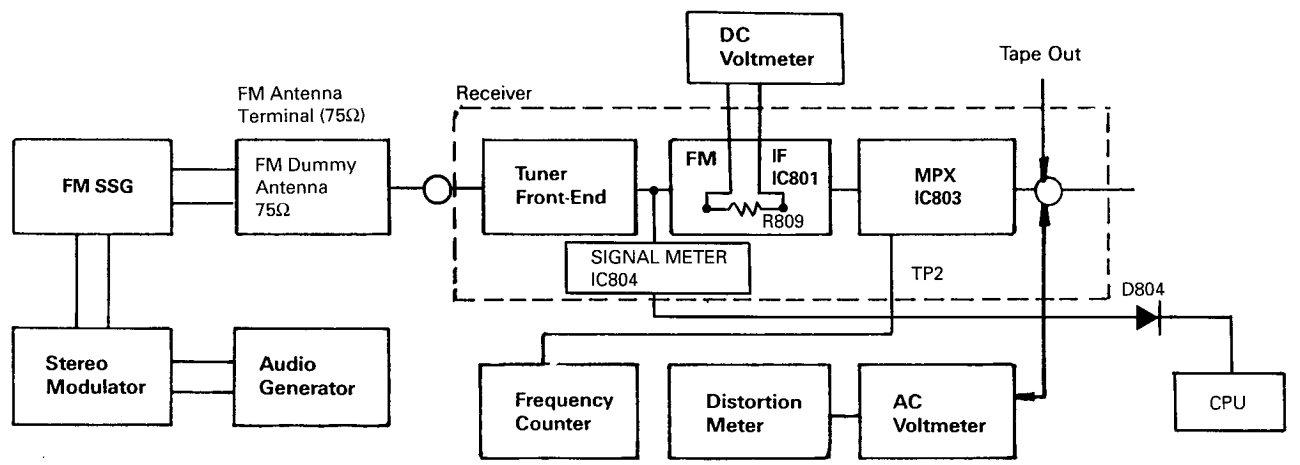 DC
Voltmeter
Tape Out
FM Antenna
Terminal (75Ω)
Receiver
FM SSG
FM Dummy
Antenna
75Ω
Tuner
Front-End
FM
IF
IC801
R809
MPX
IC803
SIGNAL METER
IC804
TP2
D804
Stereo
Modulator
Audio
Generator
Frequency
Counter
Distortion
Meter
AC
Voltmeter
CPU